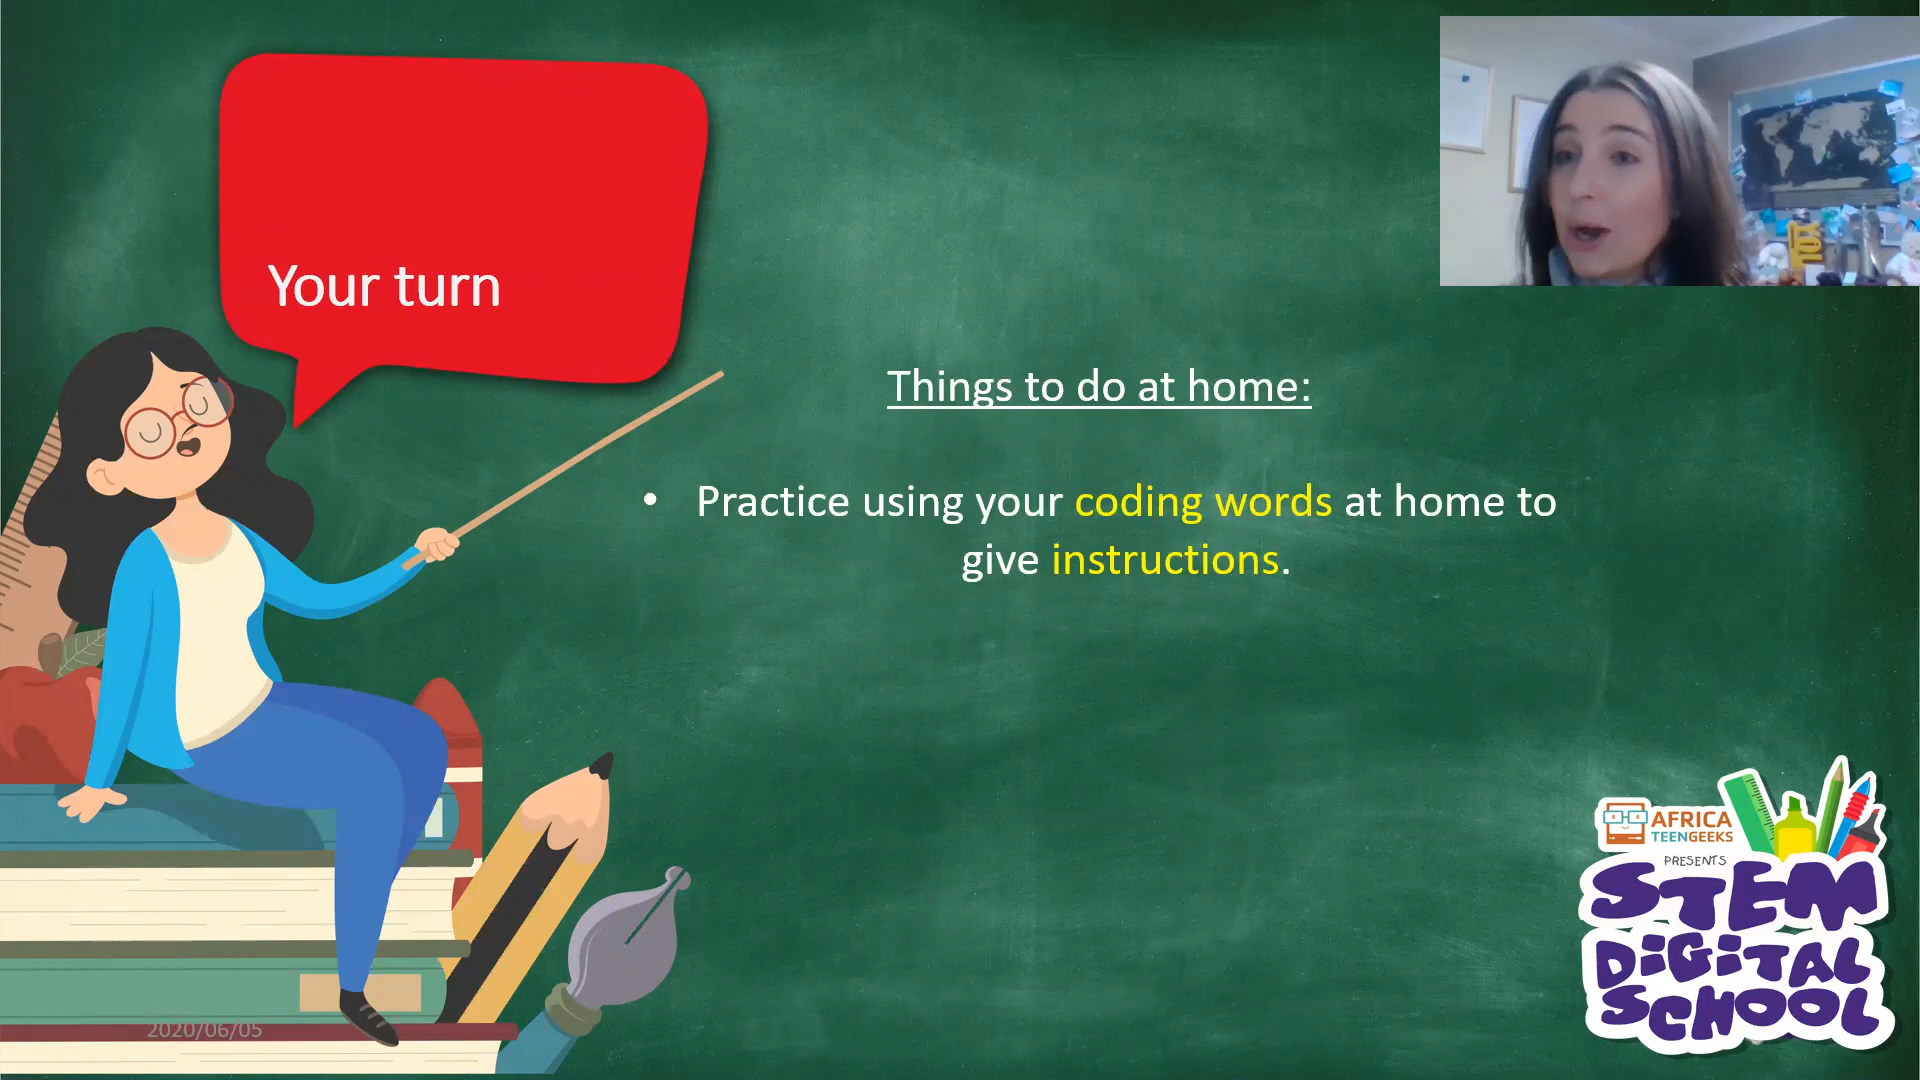 Your turn
Things to do at home:
• Practice using your coding words at home to
give instructions.
AFRICA
TEENGEEKS
PRESENTS
STEM
DIGITAL
SCHOOL
2020/06/05
YOU